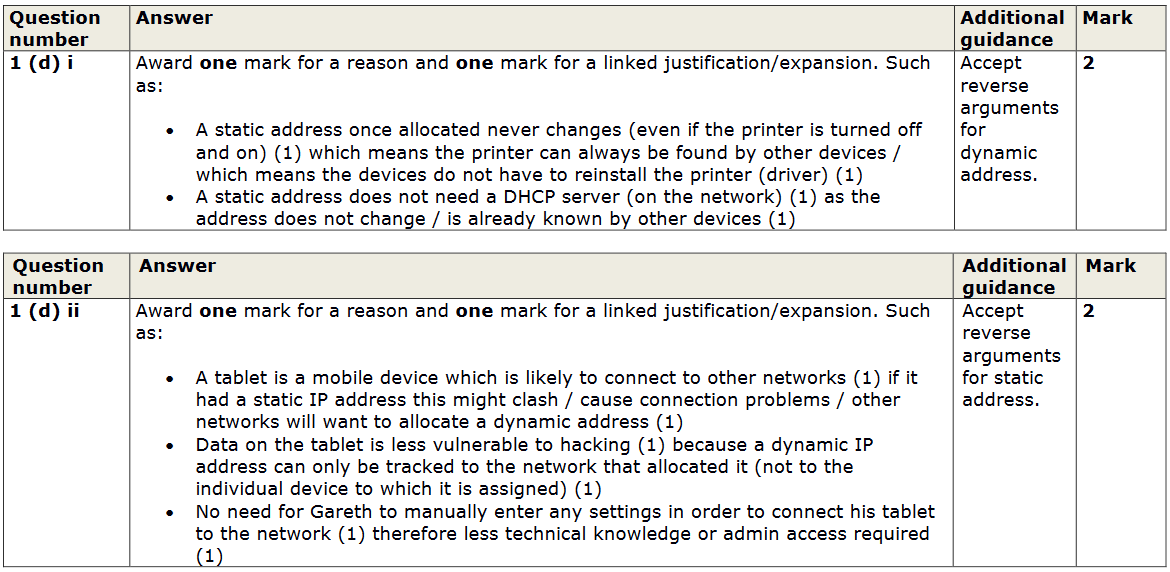 Question number
Answer
Additional guidance
Mark
1 (d) i
Award one mark for a reason and one mark for a linked justification/expansion. Such
as:
• A static address once allocated never changes (even if the printer is turned off
and on) (1) which means the printer can always be found by other devices /
which means the devices do not have to reinstall the printer (driver) (1)
• A static address does not need a DHCP server (on the network) (1) as the
address does not change / is already known by other devices (1)
Accept
reverse
arguments
for
dynamic
address.
2
Question number
Answer
Additional guidance
Mark
1 (d) ii
Award one mark for a reason and one mark for a linked justification/expansion. Such
as:
• A tablet is a mobile device which is likely to connect to other networks (1) if it
had a static IP address this might clash / cause connection problems / other
networks will want to allocate a dynamic address (1)
• Data on the tablet is less vulnerable to hacking (1) because a dynamic IP
address can only be tracked to the network that allocated it (not to the
individual device to which it is assigned) (1)
• No need for Gareth to manually enter any settings in order to connect his tablet
to the network (1) therefore less technical knowledge or admin access required
(1)
Accept
reverse
arguments
for static
address.
2